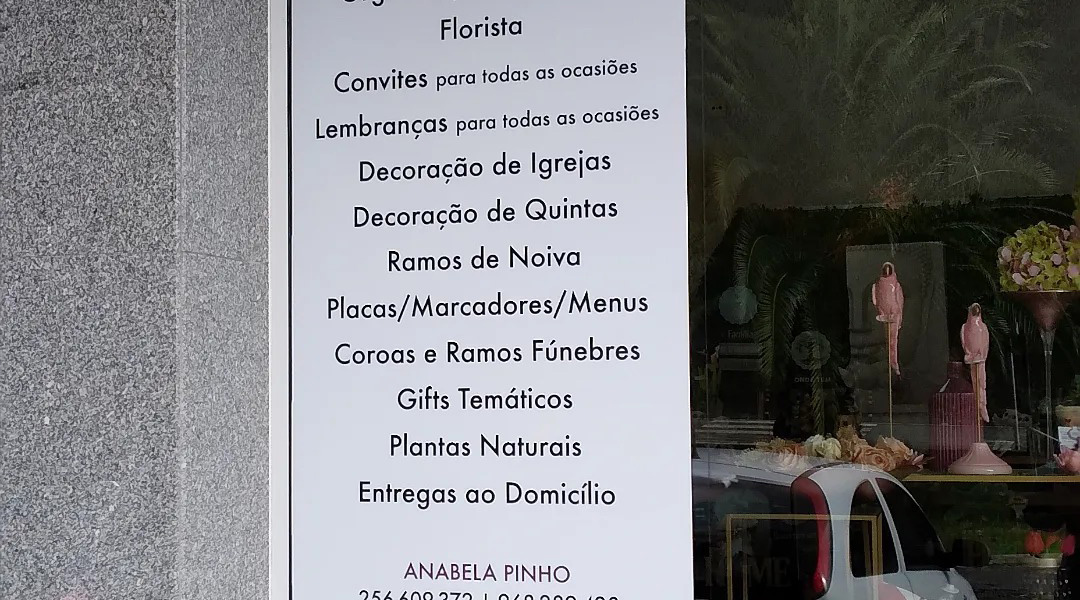 Florista
Convites para todas as ocasiões
Lembranças para todas as ocasiões
Decoração de Igrejas
Decoração de Quintas
Ramos de Noiva
Placas/Marcadores/Menus
Coroas e Ramos Fúnebres
Gifts Temáticos
Plantas Naturais
Entregas ao Domicílio
ANABELA PINHO
HOME